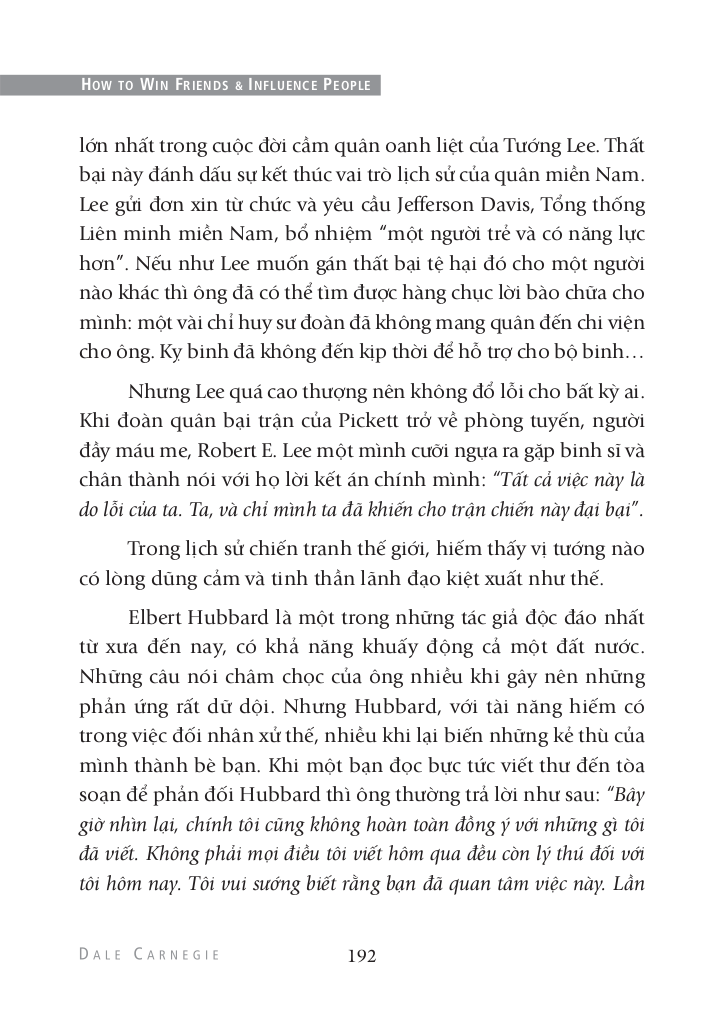 HOW TO WIN FRIENDS & INFLUENCE PEOPLE
lớn nhất trong cuộc đời cầm quân oanh liệt của Tướng Lee. Thất
bại này đánh dấu sự kết thúc vai trò lịch sử của quân miền Nam.
Lee gửi đơn xin từ chức và yêu cầu Jefferson Davis, Tổng thống
Liên minh miền Nam, bổ nhiệm “một người trẻ và có năng lực
hơn”. Nếu như Lee muốn gán thất bại tệ hại đó cho một người
nào khác thì ông đã có thể tìm được hàng chục lời bào chữa cho
mình: một vài chỉ huy sư đoàn đã không mang quân đến chi viện
cho ông. Kỵ binh đã không đến kịp thời để hỗ trợ cho bộ binh…
Nhưng Lee quá cao thượng nên không đổ lỗi cho bất kỳ ai.
Khi đoàn quân bại trận của Pickett trở về phòng tuyến, người
đầy máu me, Robert E. Lee một mình cưỡi ngựa ra gặp binh sĩ và
chân thành nói với họ lời kết án chính mình: “Tất cả việc này là
do lỗi của ta. Ta, và chỉ mình ta đã khiến cho trận chiến này đại bại”.
Trong lịch sử chiến tranh thế giới, hiếm thấy vị tướng nào
có lòng dũng cảm và tinh thần lãnh đạo kiệt xuất như thế.
Elbert Hubbard là một trong những tác giả độc đáo nhất
từ xưa đến nay, có khả năng khuấy động cả một đất nước.
Những câu nói châm chọc của ông nhiều khi gây nên những
phản ứng rất dữ dội. Nhưng Hubbard, với tài năng hiếm có
trong việc đối nhân xử thế, nhiều khi lại biến những kẻ thù của
mình thành bè bạn. Khi một bạn đọc bực tức viết thư đến tòa
soạn để phản đối Hubbard thì ông thường trả lời như sau: “Bây
giờ nhìn lại, chính tôi cũng không hoàn toàn đồng ý với những gì tôi
đã viết. Không phải mọi điều tôi viết hôm qua đều còn lý thú đối với
tôi hôm nay. Tôi vui sướng biết rằng bạn đã quan tâm việc này. Lần
DALE CARNEGIE 192